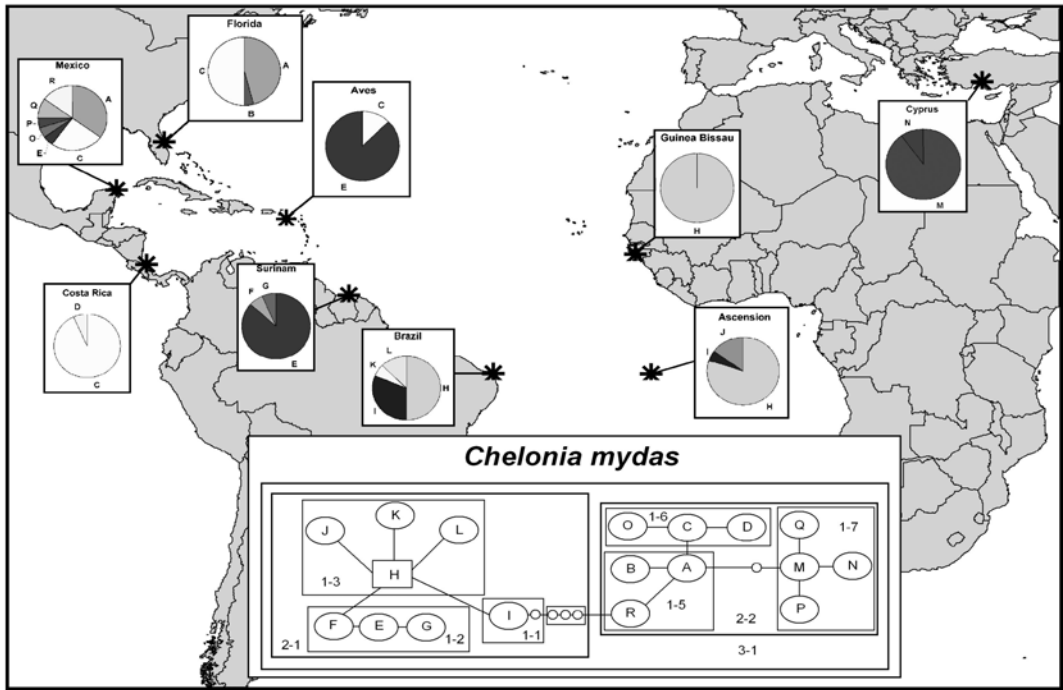 Florida
C
A
B
Mexico
R
Q
A
P
O
E
C
Aves
C
E
Cyprus
N
M
Guinea Bissau
H
Costa Rica
D
C
Surinam
F
G
E
Brazil
L
K
H
I
Ascension
J
I
H
Chelonia mydas
J
K
L
H
1-3
F
E
G
1-2
2-1
I
1-1
O
1-6
C
D
B
A
R
1-5
Q
1-7
M
N
P
2-2
3-1